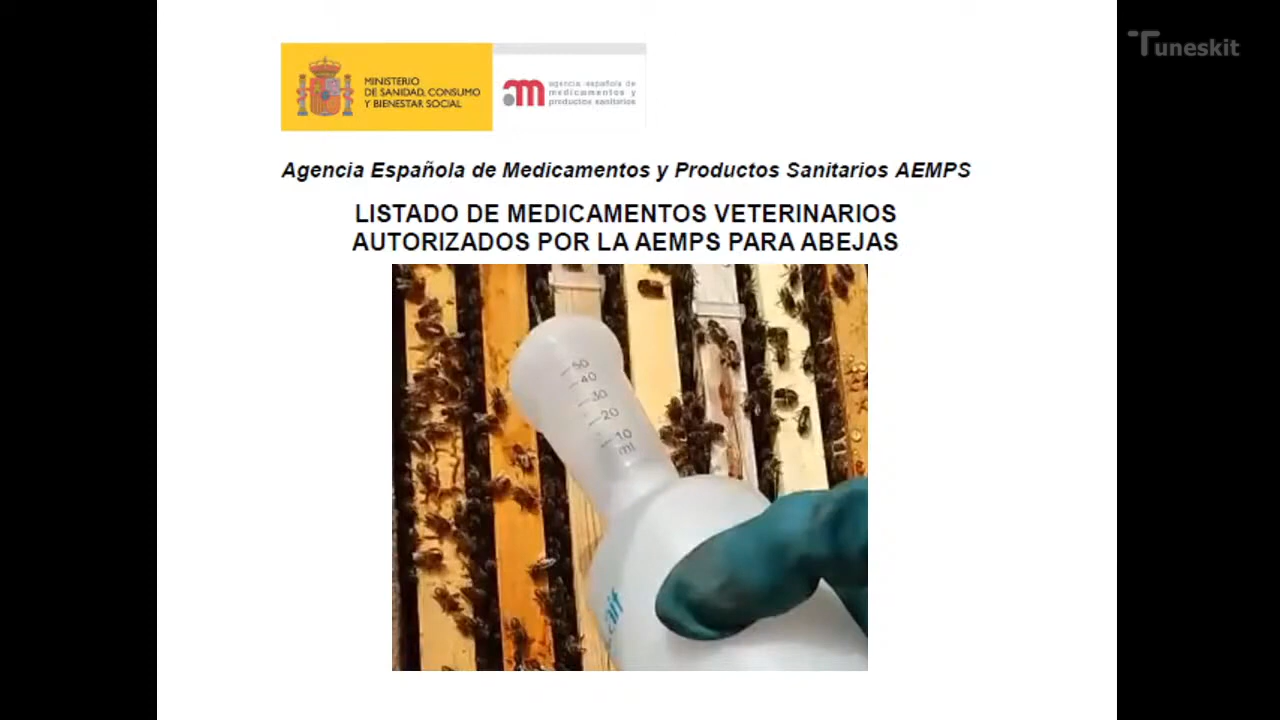 MINISTERIO
DE SANIDAD, CONSUMO
Y BIENESTAR SOCIAL
am
agencia española de
medicamentos y
productos sanitarios
Tuneskit
Agencia Española de Medicamentos y Productos Sanitarios AEMPS
LISTADO DE MEDICAMENTOS VETERINARIOS
AUTORIZADOS POR LA AEMPS PARA ABEJAS
50
40
30
20
10
ml